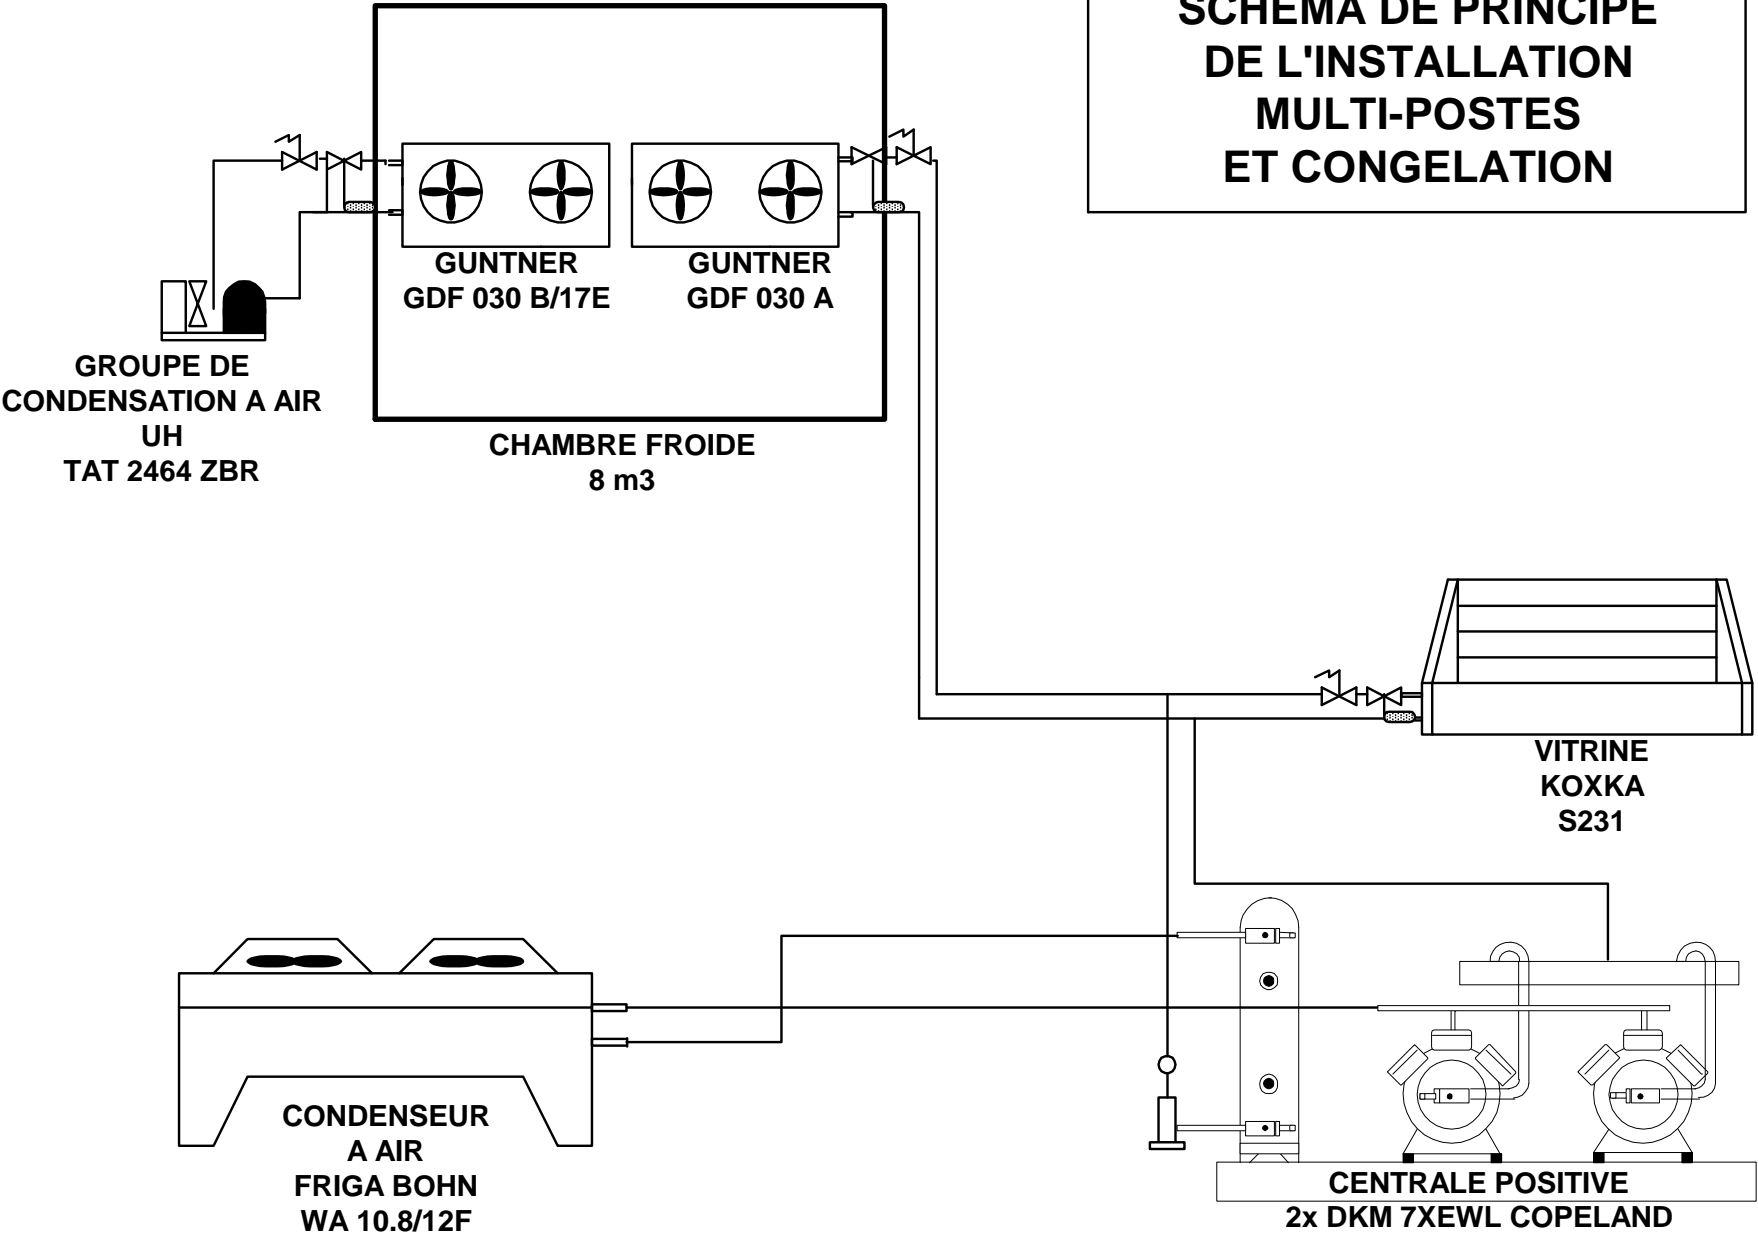 SCHEMA DE PRINCIPE
DE L'INSTALLATION
MULTI-POSTES
ET CONGELATION
GUNTNER
GDF 030 B/17E
GUNTNER
GDF 030 A
GROUPE DE
CONDENSATION A AIR
UH
TAT 2464 ZBR
CHAMBRE FROIDE
8 m3
VITRINE
KOXKA
S231
CONDENSEUR
A AIR
FRIGA BOHN
WA 10.8/12F
CENTRALE POSITIVE
2x DKM 7XEWL COPELAND